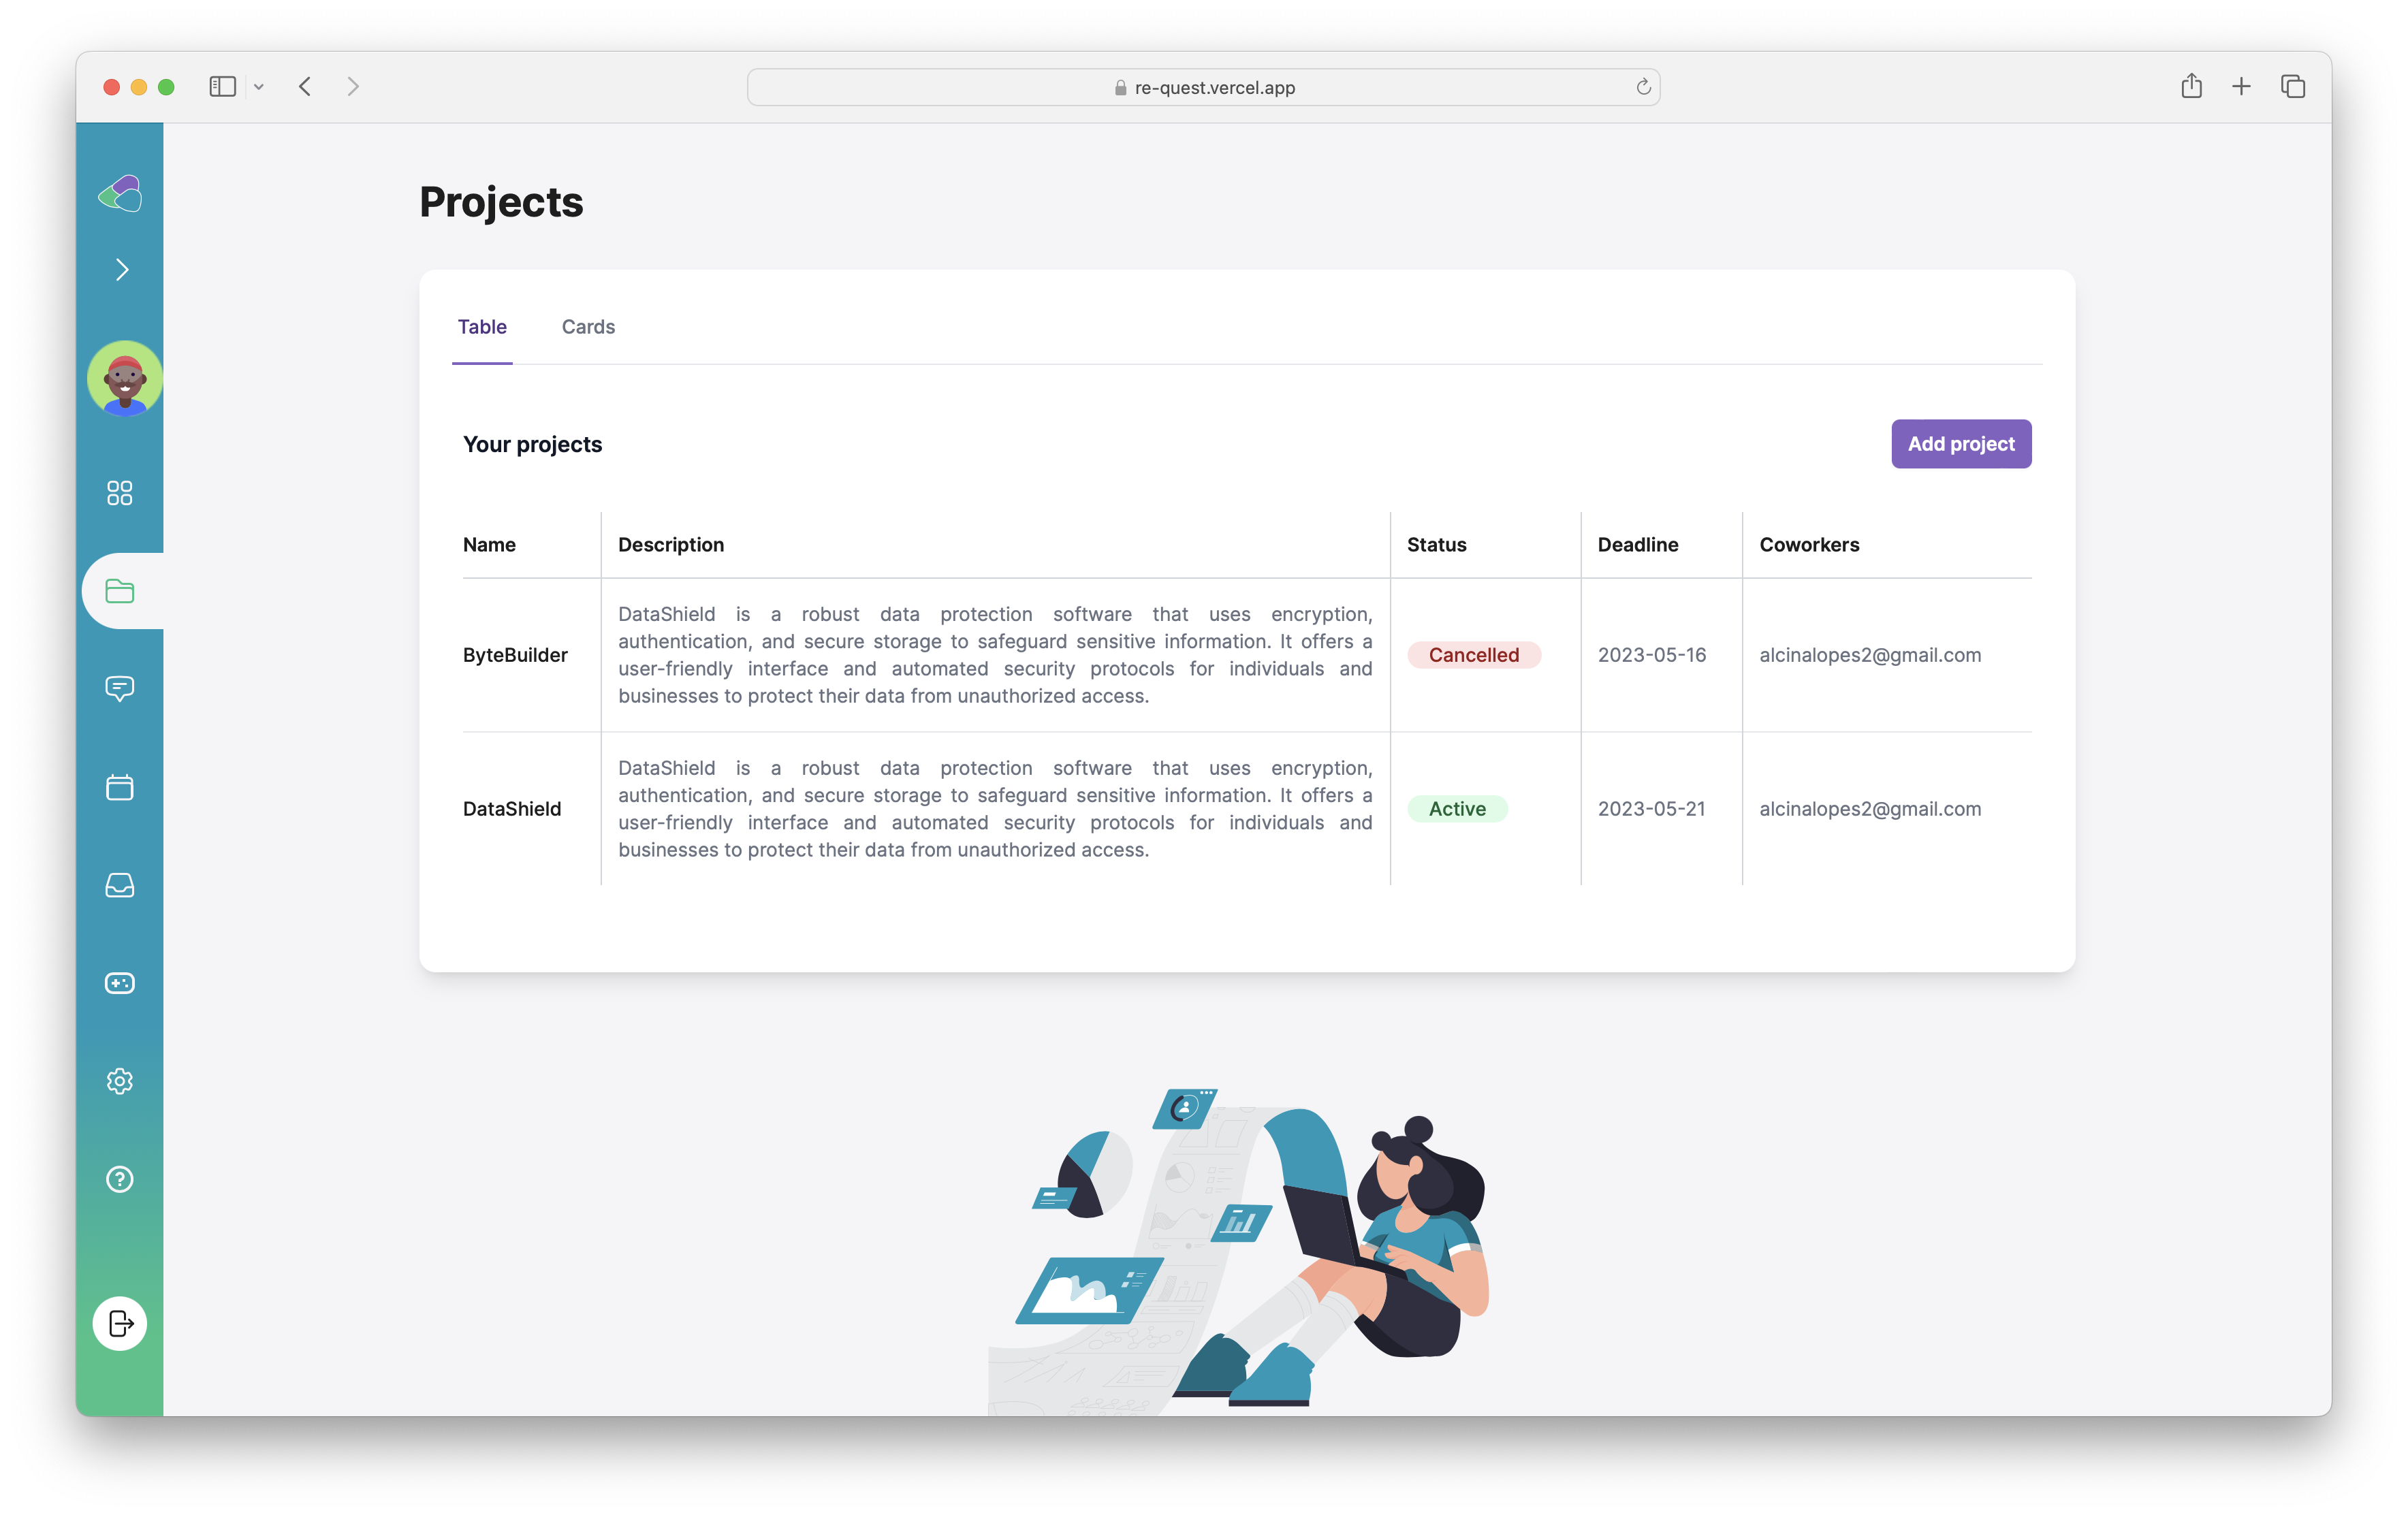 re-quest.vercel.app
Projects
Table Cards
Your projects
Add project
Name Description Status Deadline Coworkers
DataShield is a robust data protection software that uses encryption,
authentication, and secure storage to safeguard sensitive information. It offers a
ByteBuilder Cancelled 2023-05-16 alcinalopes2@gmail.com
user-friendly interface and automated security protocols for individuals and
businesses to protect their data from unauthorized access.
DataShield is a robust data protection software that uses encryption,
authentication, and secure storage to safeguard sensitive information. It offers a
DataShield Active 2023-05-21 alcinalopes2@gmail.com
user-friendly interface and automated security protocols for individuals and
businesses to protect their data from unauthorized access.